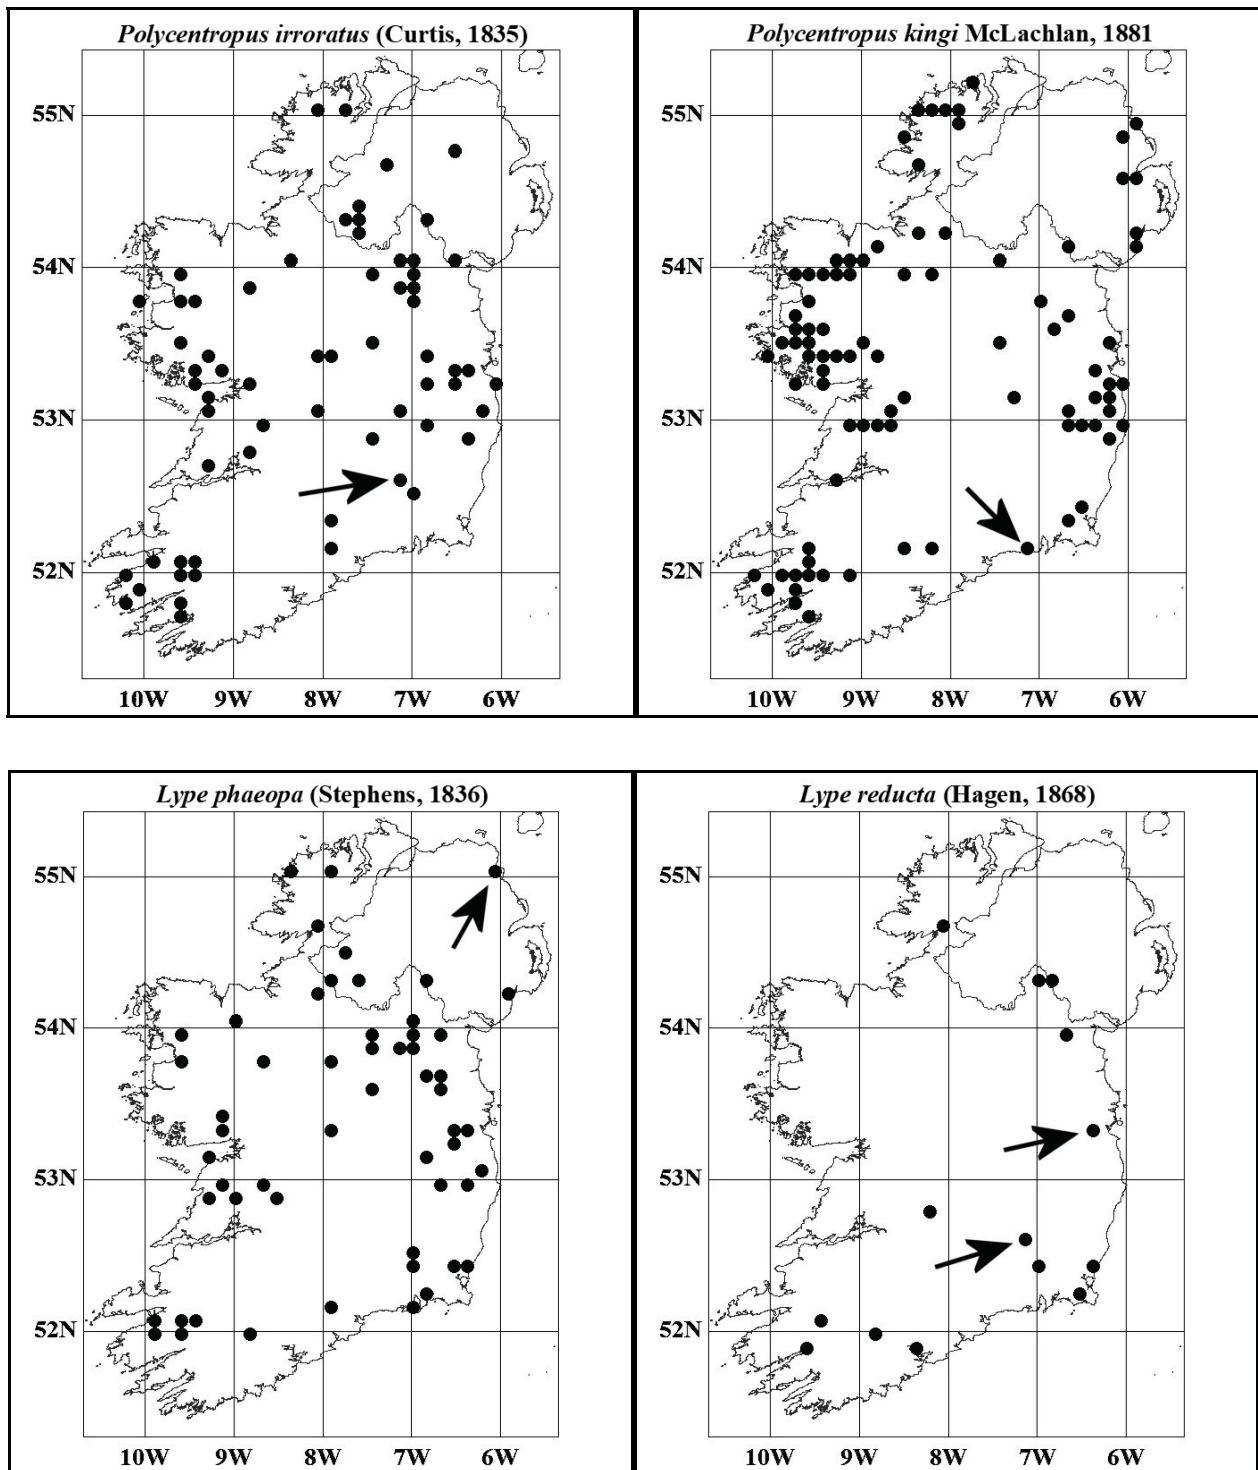 Polycentropus irroratus (Curtis, 1835)
55N
54N
53N
52N
10W 9W 8W 7W 6W
Polycentropus kingi McLachlan, 1881
55N
54N
53N
52N
10W 9W 8W 7W 6W
Lype phaeopa (Stephens, 1836)
55N
54N
53N
52N
10W 9W 8W 7W 6W
Lype reducta (Hagen, 1868)
55N
54N
53N
52N
10W 9W 8W 7W 6W